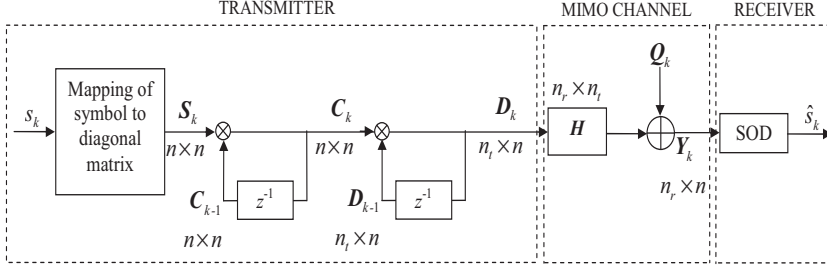 TRANSMITTER
MIMO CHANNEL
RECEIVER
s_k
Mapping of
symbol to
diagonal
matrix
S_k
n×n
C_k
n×n
D_k
n_t×n
n_r×n_t
H
Q_k
Y_k
n_r×n
SOD
ŝ_k
C_{k-1}
n×n
z^{-1}
D_{k-1}
n_t×n
z^{-1}